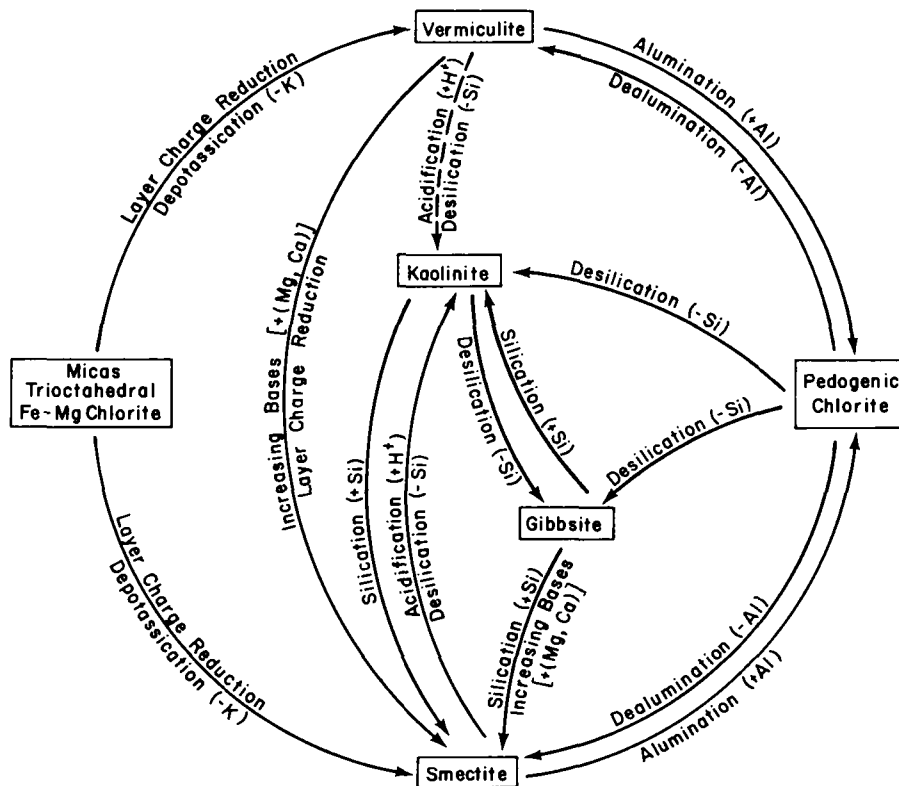 Vermiculite
Layer Charge Reduction
Depotassication (-K)
Alumination (+Al)
Dealumination (-Al)
Acidification (+H+)
Desilication (-Si)
Increasing Bases [+(Mg, Ca)]
Layer Charge Reduction
Kaolinite
Desilication (-Si)
Micas
Trioctahedral
Fe-Mg Chlorite
Pedogenic
Chlorite
Desilication (-Si)
Silication (+Si)
Desilication (-Si)
Silication (+Si)
Acidification (+H+)
Desilication (-Si)
Gibbsite
Silication (+Si)
Increasing Bases
[+(Mg, Ca)]
Layer Charge Reduction
Depotassication (-K)
Dealumination (-Al)
Alumination (+Al)
Smectite